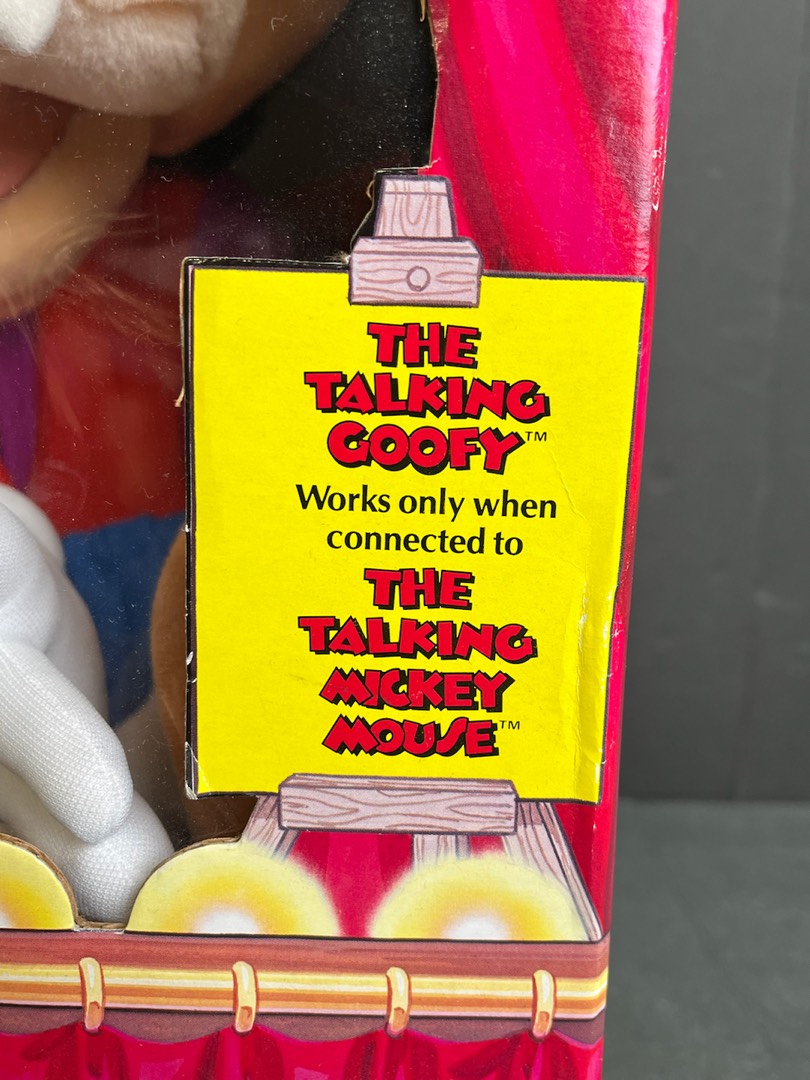 THE
TALKING
GOOFY™
Works only when
connected to
THE
TALKING
MICKEY
MOUSE™